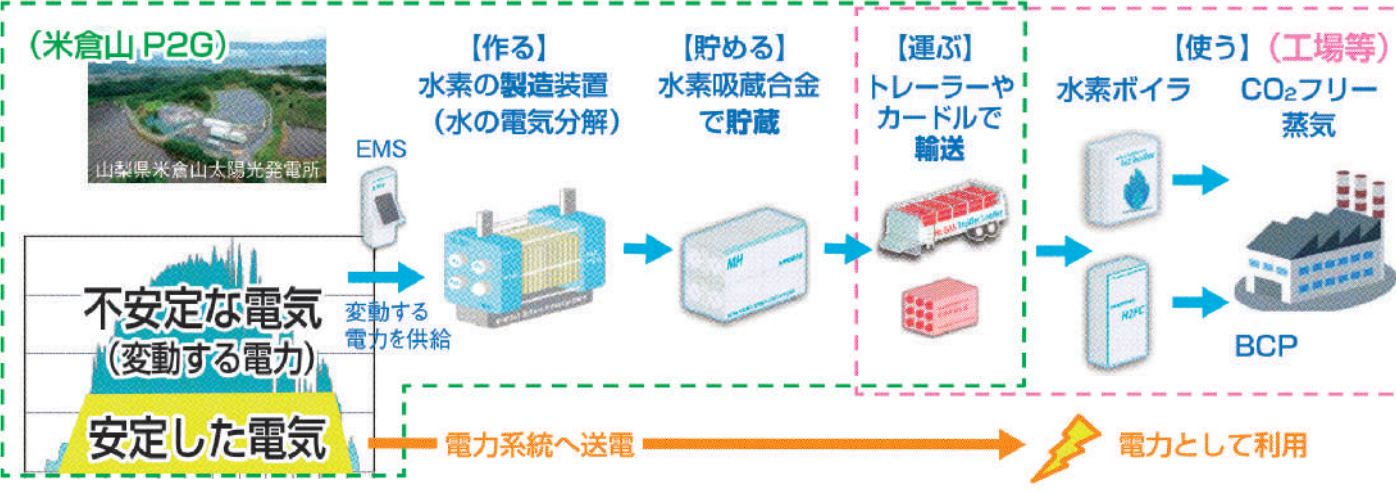 （米倉山 P2G）
山梨県米倉山太陽光発電所
不安定な電気
（変動する電力）
安定した電気
EMS
変動する
電力を供給
【作る】
水素の製造装置
（水の電気分解）
【貯める】
水素吸蔵合金
で貯蔵
MH
【運ぶ】
トレーラーや
カードルで
輸送
【使う】（工場等）
水素ボイラ
CO₂フリー
蒸気
H2FC
BCP
電力系統へ送電
電力として利用